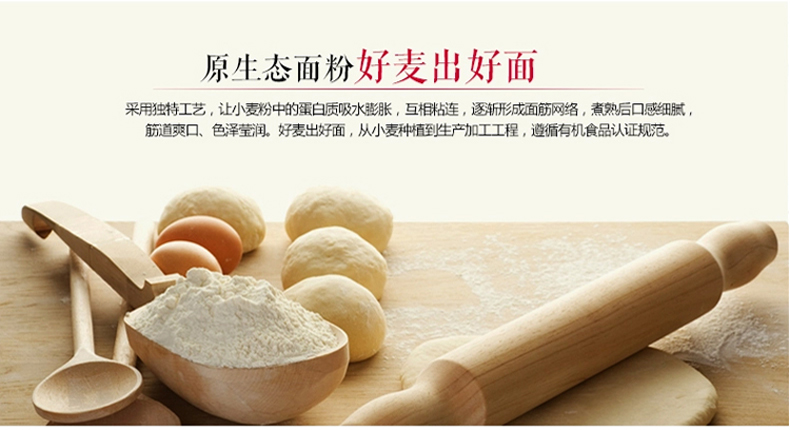 原生态面粉好麦出好面
采用独特工艺，让小麦粉中的蛋白质吸水膨胀，互相粘连，逐渐形成面筋网络，煮熟后口感细腻，
筋道爽口、色泽莹润。好麦出好面，从小麦种植到生产加工工程，遵循有机食品认证规范。